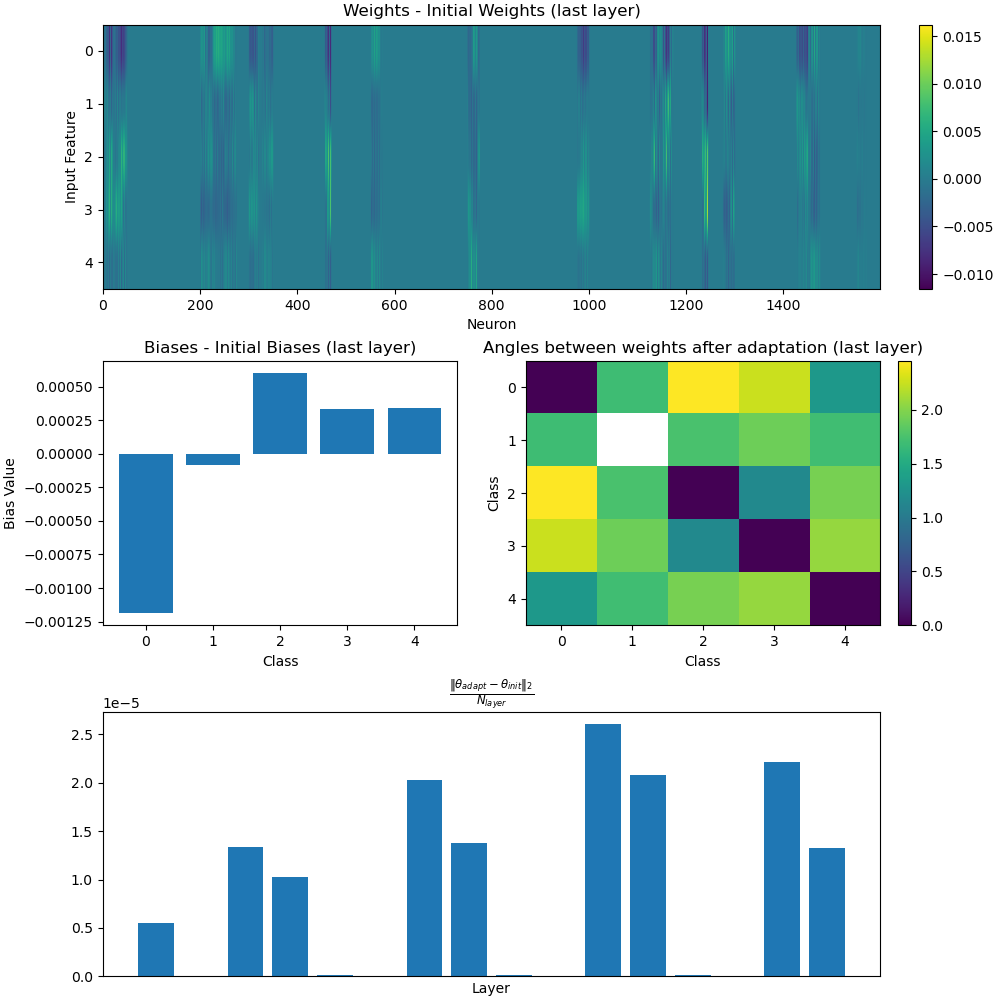 Weights - Initial Weights (last layer)
Input Feature
0
1
2
3
4
0 200 400 600 800 1000 1200 1400
Neuron
0.015
0.010
0.005
0.000
−0.005
−0.010
Biases - Initial Biases (last layer)
Bias Value
0.00050
0.00025
0.00000
−0.00025
−0.00050
−0.00075
−0.00100
−0.00125
0 1 2 3 4
Class
Angles between weights after adaptation (last layer)
Class
0
1
2
3
4
0 1 2 3 4
Class
2.0
1.5
1.0
0.5
0.0
‖θadapt − θinit‖2
Nlayer
1e−5
2.5
2.0
1.5
1.0
0.5
0.0
Layer